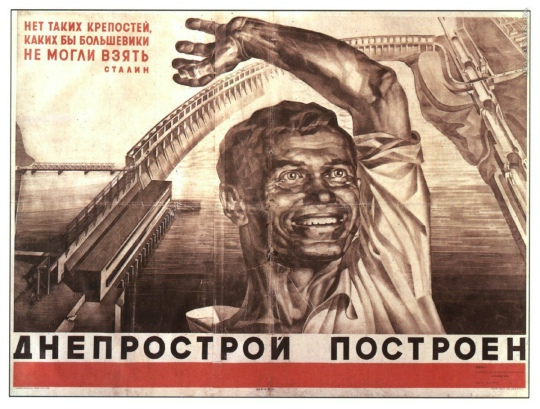 НЕТ ТАКИХ КРЕПОСТЕЙ,
КАКИХ БЫ БОЛЬШЕВИКИ
НЕ МОГЛИ ВЗЯТЬ
СТАЛИН
ДНЕПРОСТРОЙ ПОСТРОЕН